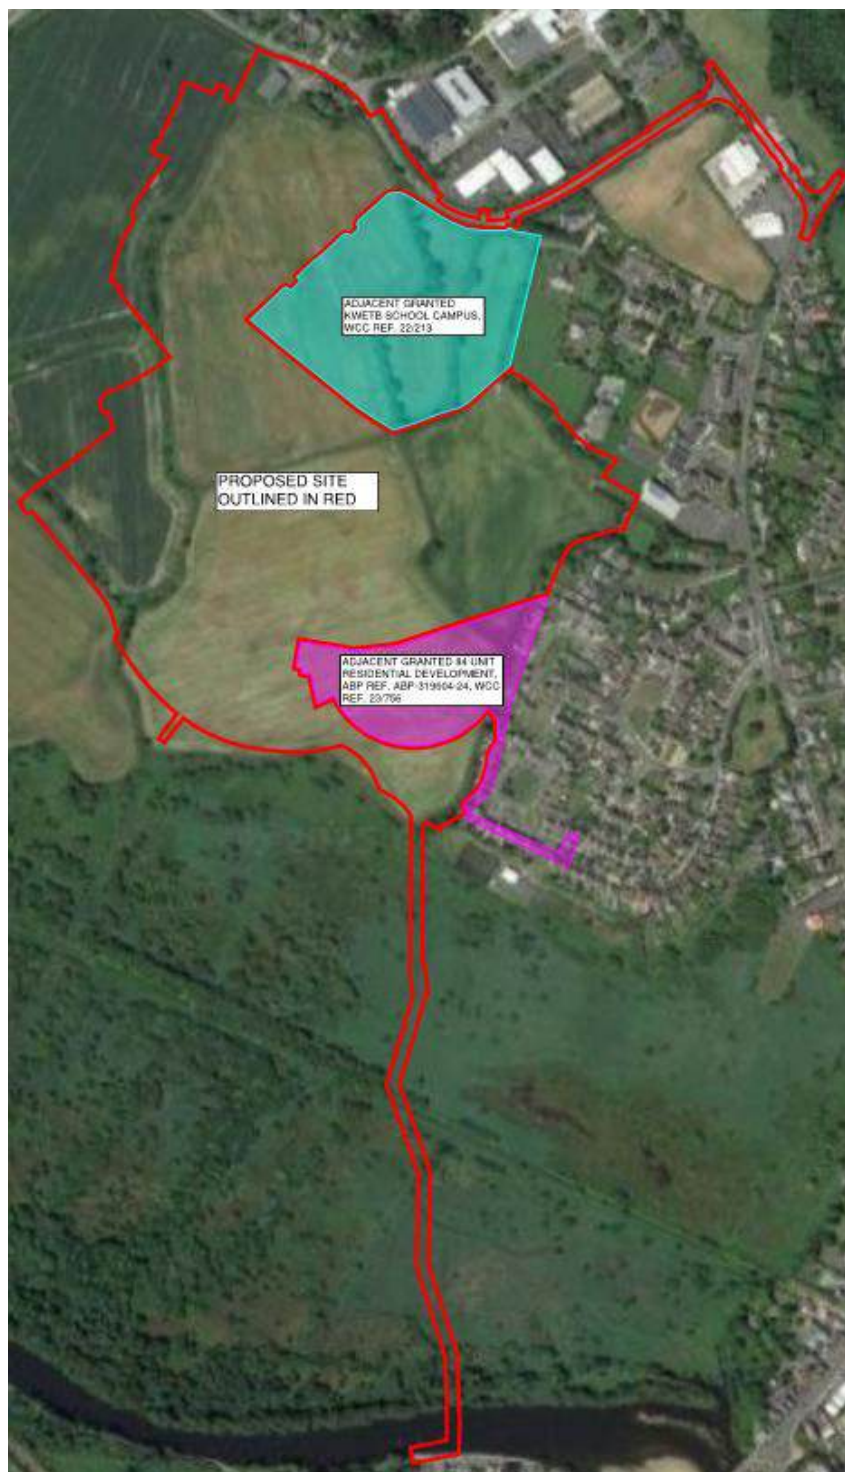 ADJACENT GRANTED
KWETB SCHOOL CAMPUS,
WCC REF. 22/213
PROPOSED SITE
OUTLINED IN RED
ADJACENT GRANTED 84 UNIT
RESIDENTIAL DEVELOPMENT,
ABP REF. ABP-319504-24, WCC
REF. 23/756